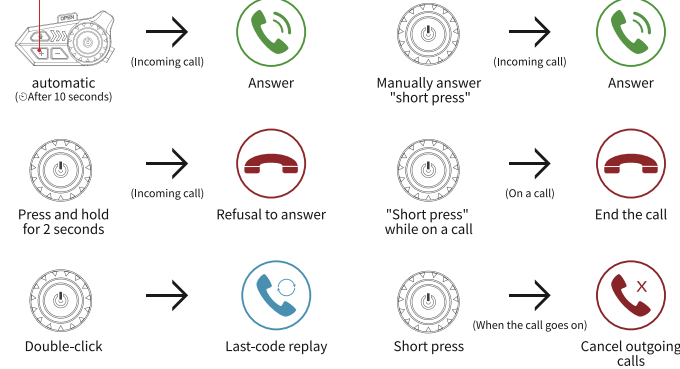 OPEN
(Incoming call)
(Incoming call)
automatic
(⏲After 10 seconds)
Answer
Manually answer
"short press"
Answer
(Incoming call)
(On a call)
Press and hold
for 2 seconds
Refusal to answer
"Short press"
while on a call
End the call
X
(When the call goes on)
Double-click
Last-code replay
Short press
Cancel outgoing
calls